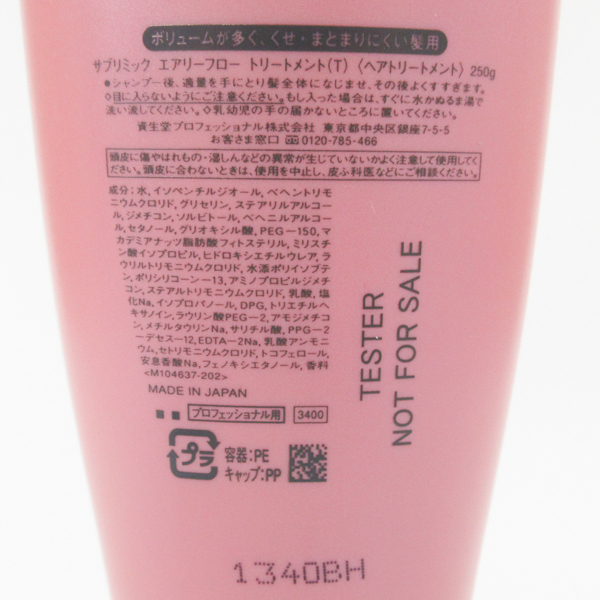 ボリュームが多く、くせ・まとまりにくい髪用
サブリミック エアリーフロー トリートメント(T) 〈ヘアトリートメント〉 250g
●シャンプー後、適量を手にとり髪全体になじませ、その後よくすすぎます。
◇目に入らないようにご注意ください。もし入った場合は、すぐに水かぬるま湯で
洗い流してください。◇乳幼児の手の届かないところに置いてください。
資生堂プロフェッショナル株式会社 東京都中央区銀座7-5-5
お客さま窓口 0120-785-466
頭皮に傷やはれもの・湿しんなどの異常が生じていないかよく注意して使用してく
ださい。頭皮に合わないときは、使用を中止し、皮ふ科医などにご相談ください。
成分：水,イソペンチルジオール,ベヘントリモ
ニウムクロリド,グリセリン,ステアリルアルコー
ル,ジメチコン,ソルビトール,ベヘニルアルコー
ル,セタノール,グリオキシル酸,PEG-150,マ
カデミアナッツ脂肪酸フィトステリル,ミリスチ
ン酸イソプロピル,ヒドロキシエチルウレア,ラ
ウリルトリモニウムクロリド,水添ポリイソブテ
ン,ポリシリコーン-13,アミノプロピルジメチ
コン,ステアルトリモニウムクロリド,乳酸,塩
化Na,イソプロパノール,DPG,トリエチルヘ
キサノイン,ラウリン酸PEG-2,アモジメチコ
ン,メチルタウリンNa,サリチル酸,PPG-2
-デセス-12,EDTA-2Na,乳酸アンモニ
ウム,セトリモニウムクロリド,トコフェロール,
安息香酸Na,フェノキシエタノール,香料
<M104637-202>
MADE IN JAPAN
プロフェッショナル用 3400
プラ
容器:PE
キャップ:PP
TESTER
NOT FOR SALE
1340BH